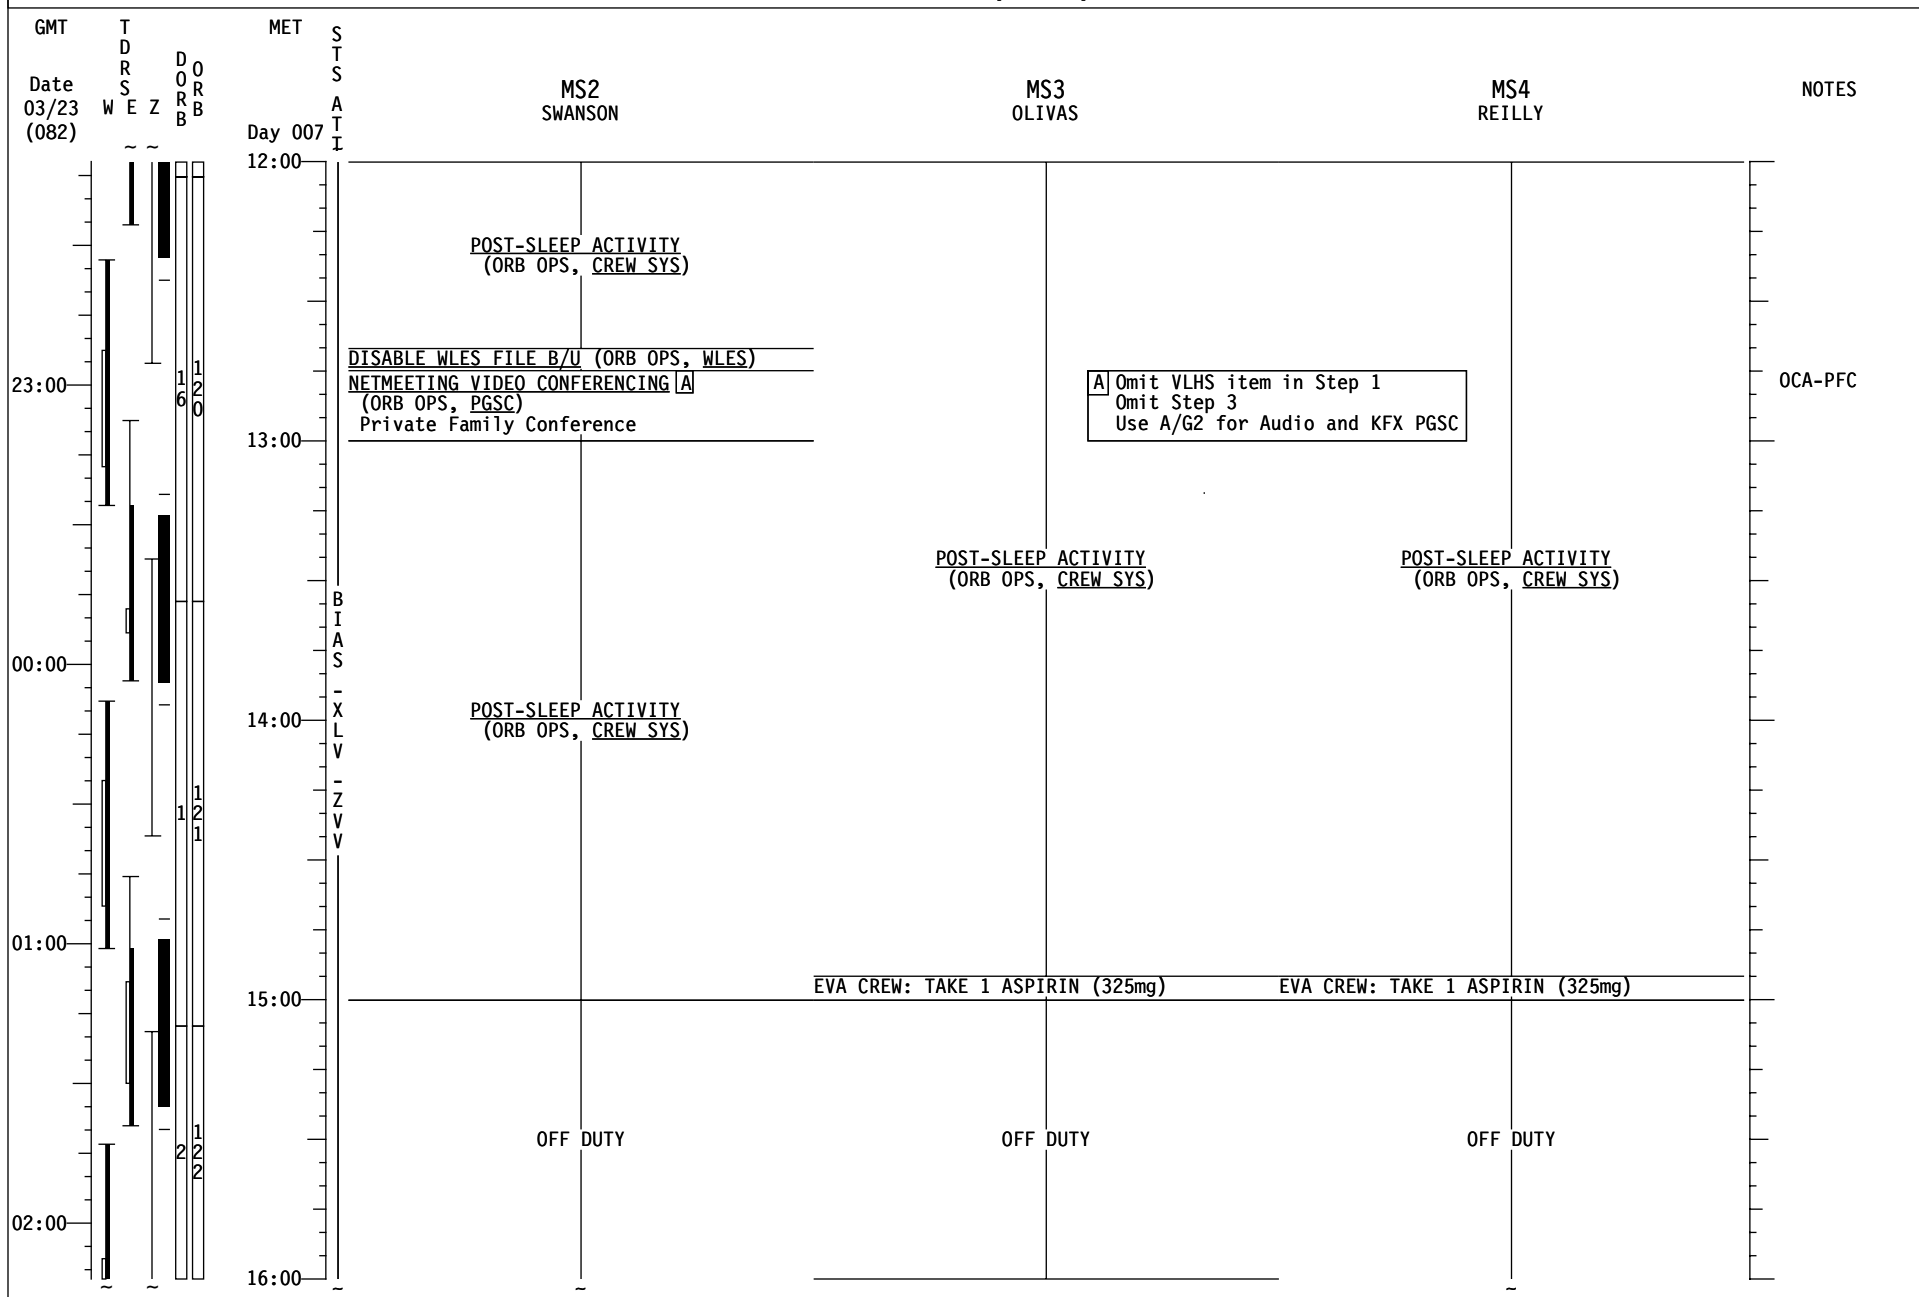 GMT
TDRS
DORB
ORB
MET
STS ATT
Date
03/23
(082)
W E Z
Day 007
MS2
SWANSON
MS3
OLIVAS
MS4
REILLY
NOTES
~ ~
12:00
POST-SLEEP ACTIVITY
(ORB OPS, CREW SYS)
DISABLE WLES FILE B/U (ORB OPS, WLES)
23:00
16
120
NETMEETING VIDEO CONFERENCING A
(ORB OPS, PGSC)
Private Family Conference
A Omit VLHS item in Step 1
Omit Step 3
Use A/G2 for Audio and KFX PGSC
OCA-PFC
13:00
POST-SLEEP ACTIVITY
(ORB OPS, CREW SYS)
POST-SLEEP ACTIVITY
(ORB OPS, CREW SYS)
BIAS -XLV -ZVV
00:00
14:00
POST-SLEEP ACTIVITY
(ORB OPS, CREW SYS)
1
121
01:00
EVA CREW: TAKE 1 ASPIRIN (325mg)
EVA CREW: TAKE 1 ASPIRIN (325mg)
15:00
OFF DUTY
OFF DUTY
OFF DUTY
2
122
02:00
16:00
~ ~ ~ ~ ~